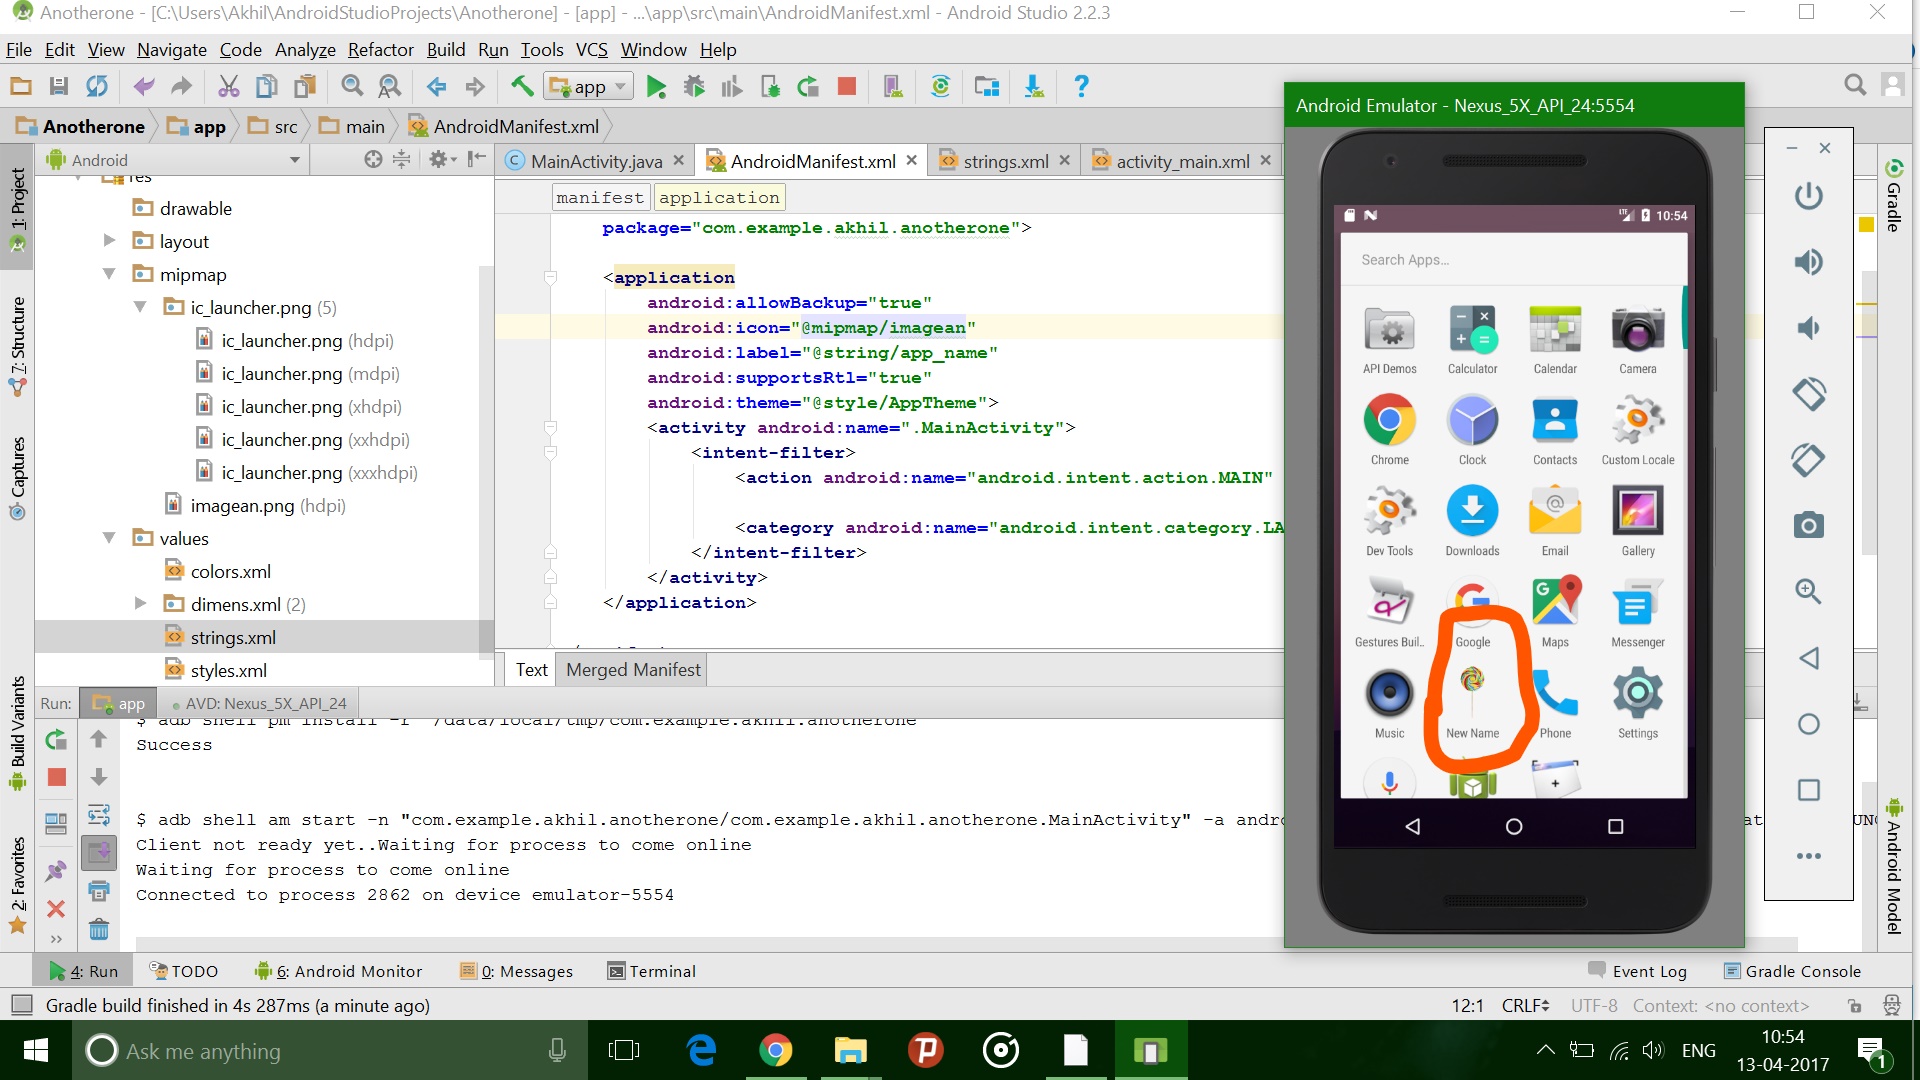 Anotherone - [C:\Users\Akhil\AndroidStudioProjects\Anotherone] - [app] - ...\app\src\main\AndroidManifest.xml - Android Studio 2.2.3
File Edit View Navigate Code Analyze Refactor Build Run Tools VCS Window Help
app
Anotherone app src main AndroidManifest.xml
Android
MainActivity.java AndroidManifest.xml strings.xml activity_main.xml
manifest application
1: Project
7: Structure
Captures
Build Variants
2: Favorites
res
drawable
layout
mipmap
ic_launcher.png (5)
ic_launcher.png (hdpi)
ic_launcher.png (mdpi)
ic_launcher.png (xhdpi)
ic_launcher.png (xxhdpi)
ic_launcher.png (xxxhdpi)
imagean.png (hdpi)
values
colors.xml
dimens.xml (2)
strings.xml
styles.xml
package="com.example.akhil.anotherone">
<application
android:allowBackup="true"
android:icon="@mipmap/imagean"
android:label="@string/app_name"
android:supportsRtl="true"
android:theme="@style/AppTheme">
<activity android:name=".MainActivity">
<intent-filter>
<action android:name="android.intent.action.MAIN"
<category android:name="android.intent.category.LA
</intent-filter>
</activity>
</application>
Text Merged Manifest
Run: app AVD: Nexus_5X_API_24
$ adb shell pm install -r "/data/local/tmp/com.example.akhil.anotherone"
Success
$ adb shell am start -n "com.example.akhil.anotherone/com.example.akhil.anotherone.MainActivity" -a andro
Client not ready yet..Waiting for process to come online
Waiting for process to come online
Connected to process 2862 on device emulator-5554
Android Emulator - Nexus_5X_API_24:5554
LTE 10:54
Search Apps...
API Demos Calculator Calendar Camera
Chrome Clock Contacts Custom Locale
Dev Tools Downloads Email Gallery
Gestures Buil.. Google Maps Messenger
Music New Name Phone Settings
Gradle
Android Model
4: Run TODO 6: Android Monitor 0: Messages Terminal Event Log Gradle Console
Gradle build finished in 4s 287ms (a minute ago) 12:1 CRLF UTF-8 Context: <no context>
Ask me anything
ENG 10:54
13-04-2017
1